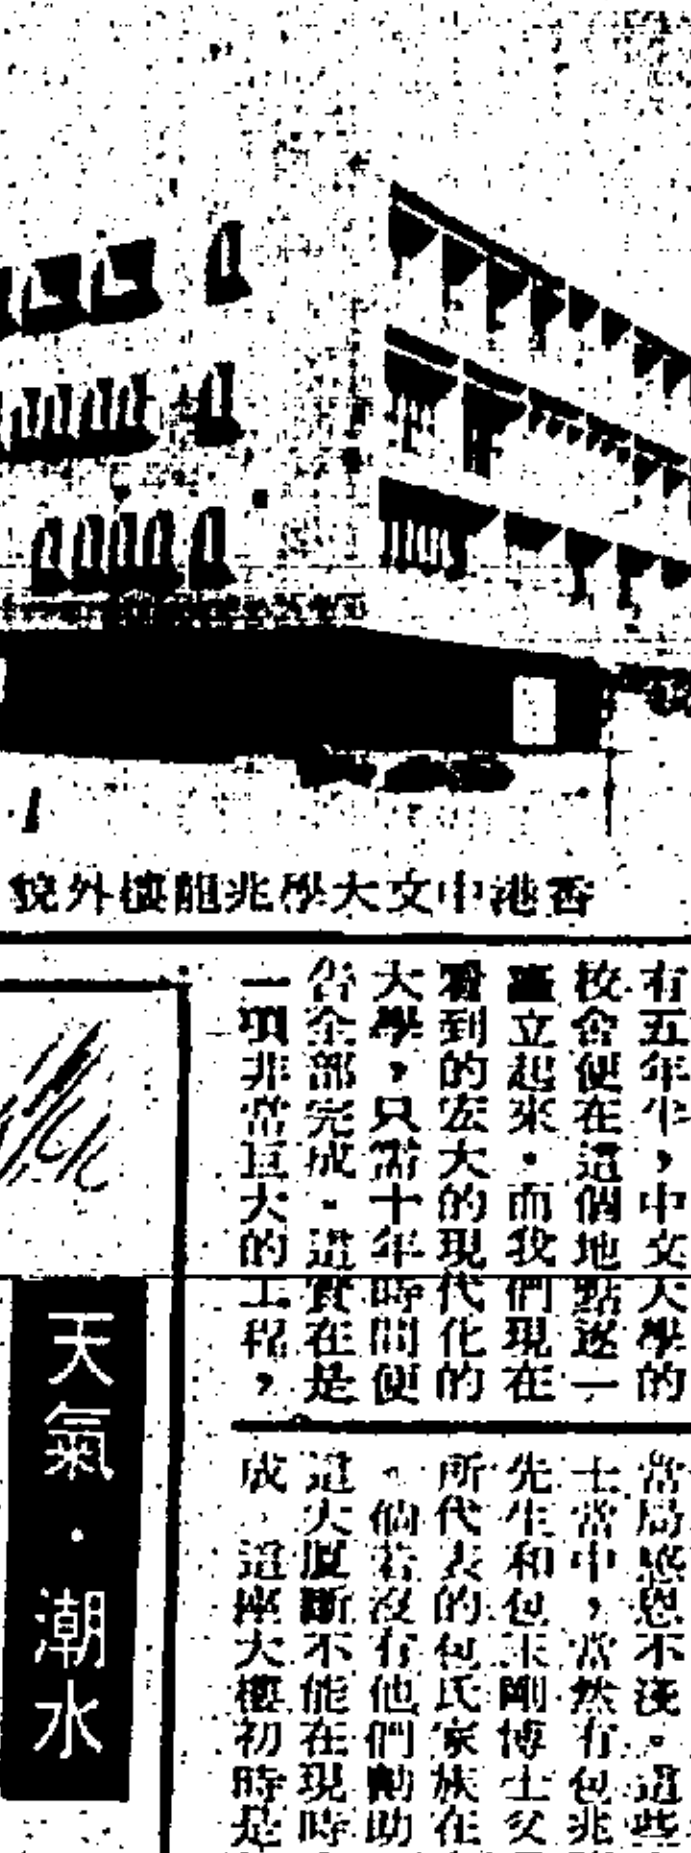 香港中文大學兆龍樓外貌
有五年半，中文大學的
校舍便在這個地點逐一
矗立起來。而我們現在
看到的宏大的現代化的
大學，只需十年時間便
告全部完成。這實在是
一項非常巨大的工程，
當局感恩不淺。這些
士當中，當然有包兆
先生和包玉剛博士父
所代表的包氏家族在
。倘若沒有他們勷助
這大廈斷不能在現時
成，這座大樓初時是
天氣·潮水